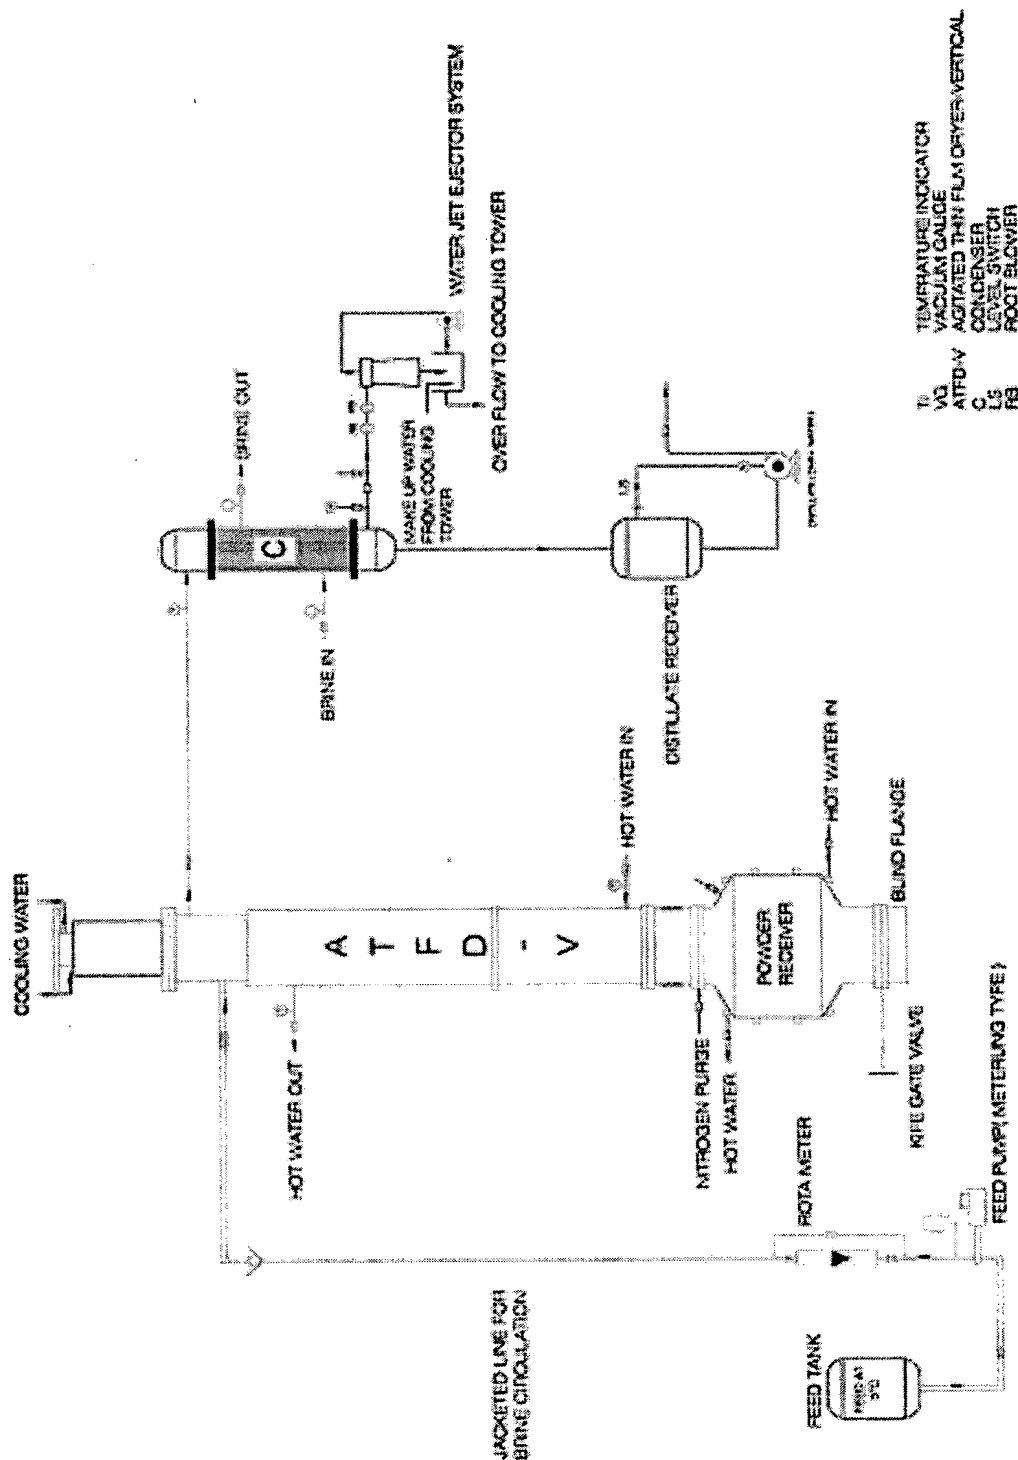 COOLING WATER
BRINE OUT
C
BRINE IN
WATER JET EJECTOR SYSTEM
MAKE UP WATER
FROM COOLING
TOWER
OVER FLOW TO COOLING TOWER
HOT WATER OUT
A T F D - V
HOT WATER IN
LS
DISTILLATE RECEIVER
JACKETED LINE FOR
BRINE CIRCULATION
NITROGEN PURGE
HOT WATER
POWDER
RECEIVER
HOT WATER IN
ROTA METER
KIFE GATE VALVE
BLIND FLANGE
FEED TANK
FEED PUMP( METERUNG TYPE )
TI TEMPRATURE INDICATOR
VG VACUUM GAUGE
ATFD-V AGITATED THIN FILM DRYER-VERTICAL
C CONDENSER
LS LEVEL SWITCH
RB ROOT BLOWER